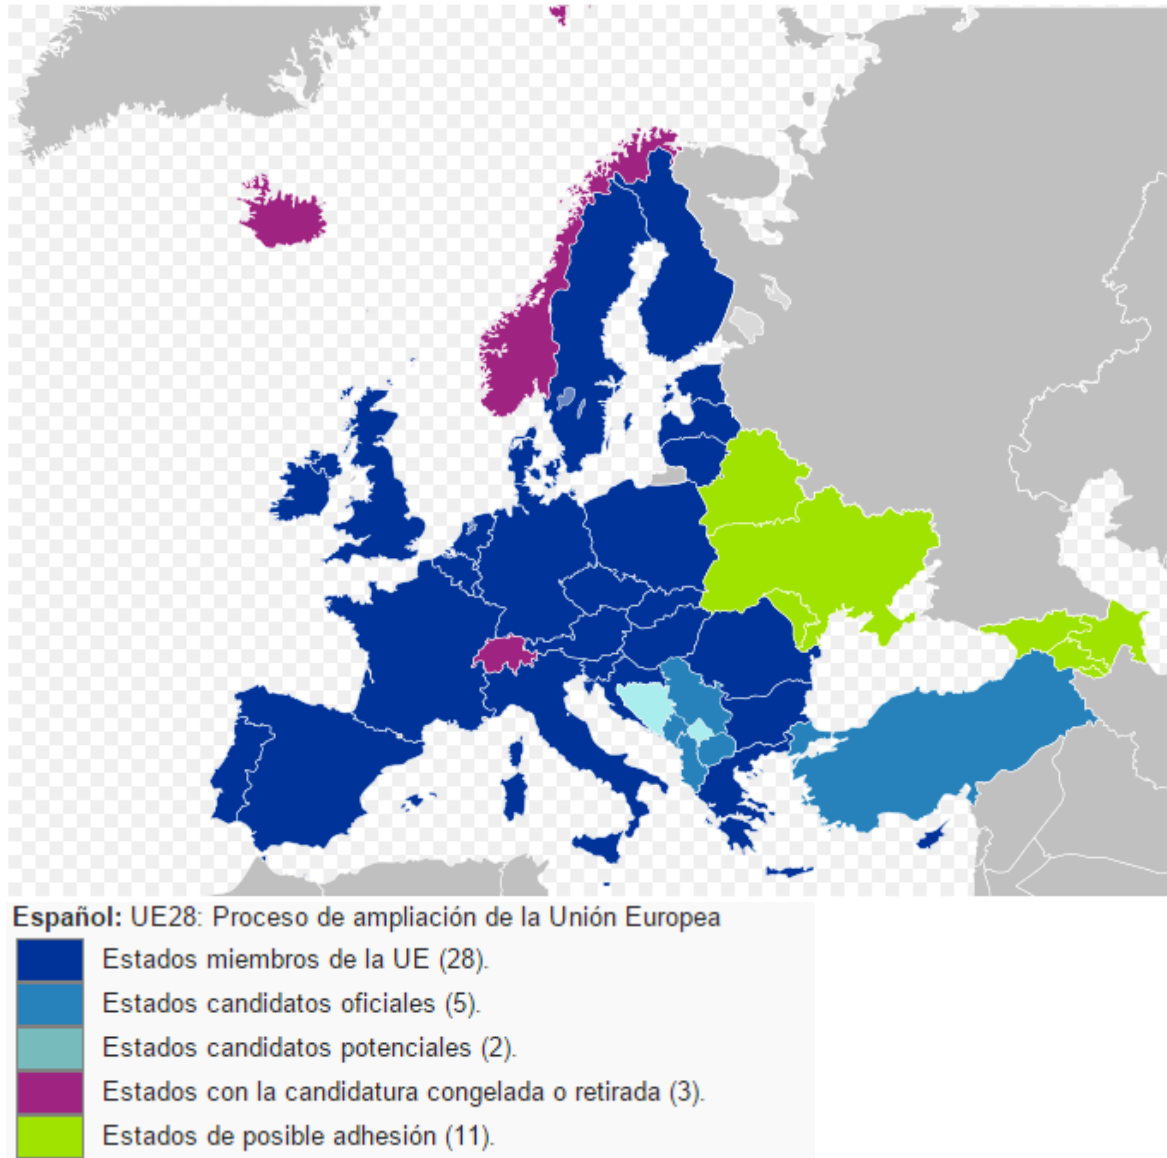 Español: UE28: Proceso de ampliación de la Unión Europea
Estados miembros de la UE (28).
Estados candidatos oficiales (5).
Estados candidatos potenciales (2).
Estados con la candidatura congelada o retirada (3).
Estados de posible adhesión (11).